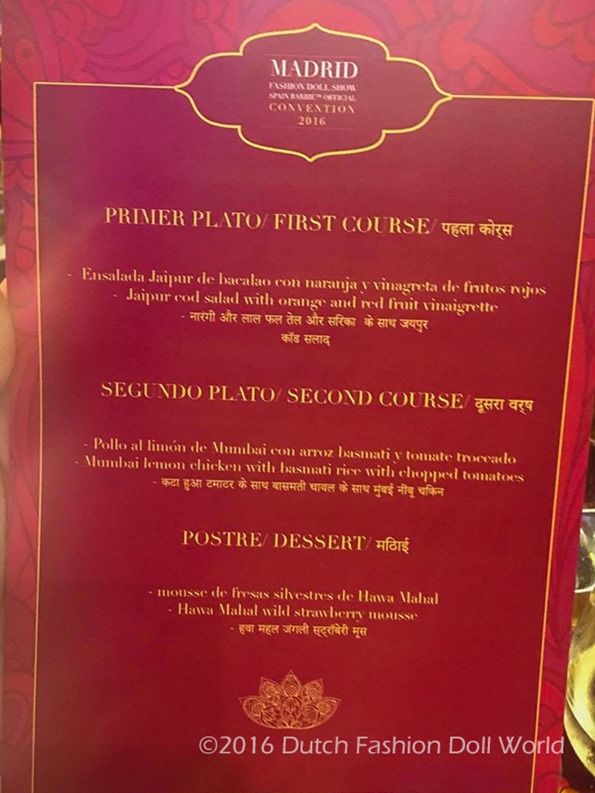 MADRID
FASHION DOLL SHOW
SPAIN BARBIE™ OFFICIAL
CONVENTION
2016
PRIMER PLATO/ FIRST COURSE/ पहला कोर्स
- Ensalada Jaipur de bacalao con naranja y vinagreta de frutos rojos
- Jaipur cod salad with orange and red fruit vinaigrette
- नारंगी और लाल फल तेल और सरिका के साथ जयपुर
कॉड सलाद
SEGUNDO PLATO/ SECOND COURSE/ दूसरा वर्ष
- Pollo al limón de Mumbai con arroz basmati y tomate troceado
- Mumbai lemon chicken with basmati rice with chopped tomatoes
- कटा हुआ टमाटर के साथ बासमती चावल के साथ मुंबई नींबू चकिन
POSTRE/ DESSERT/ मठिाई
- mousse de fresas silvestres de Hawa Mahal
- Hawa Mahal wild strawberry mousse
- हवा महल जंगली स्ट्रॉबेरी मूस
©2016 Dutch Fashion Doll World